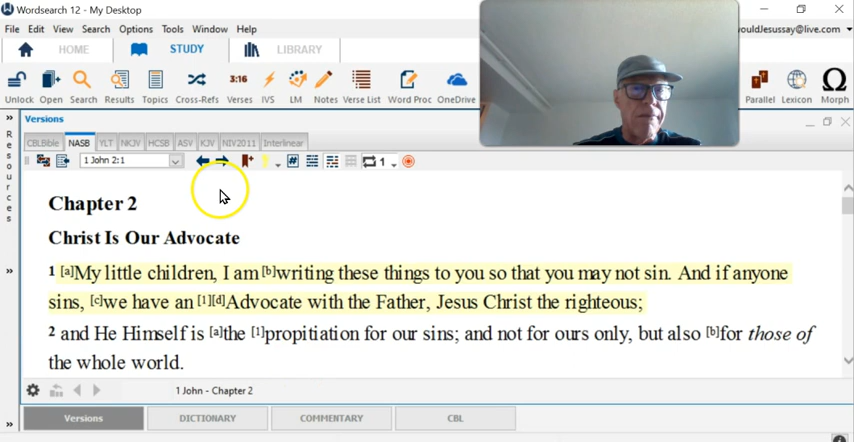 Wordsearch 12 - My Desktop
File Edit View Search Options Tools Window Help
wouldJesussay@live.com
HOME STUDY LIBRARY
3:16
Unlock Open Search Results Topics Cross-Refs Verses IVS LM Notes Verse List Word Proc OneDrive Parallel Lexicon Morph
Resources
Versions
CBLBible NASB YLT NKJV HCSB ASV KJV NIV2011 Interlinear
1 John 2:1
# 1
Chapter 2
Christ Is Our Advocate
1 [a]My little children, I am [b]writing these things to you so that you may not sin. And if anyone
sins, [c]we have an [1][d]Advocate with the Father, Jesus Christ the righteous;
2 and He Himself is [a]the [1]propitiation for our sins; and not for ours only, but also [b]for those of
the whole world.
1 John - Chapter 2
Versions DICTIONARY COMMENTARY CBL